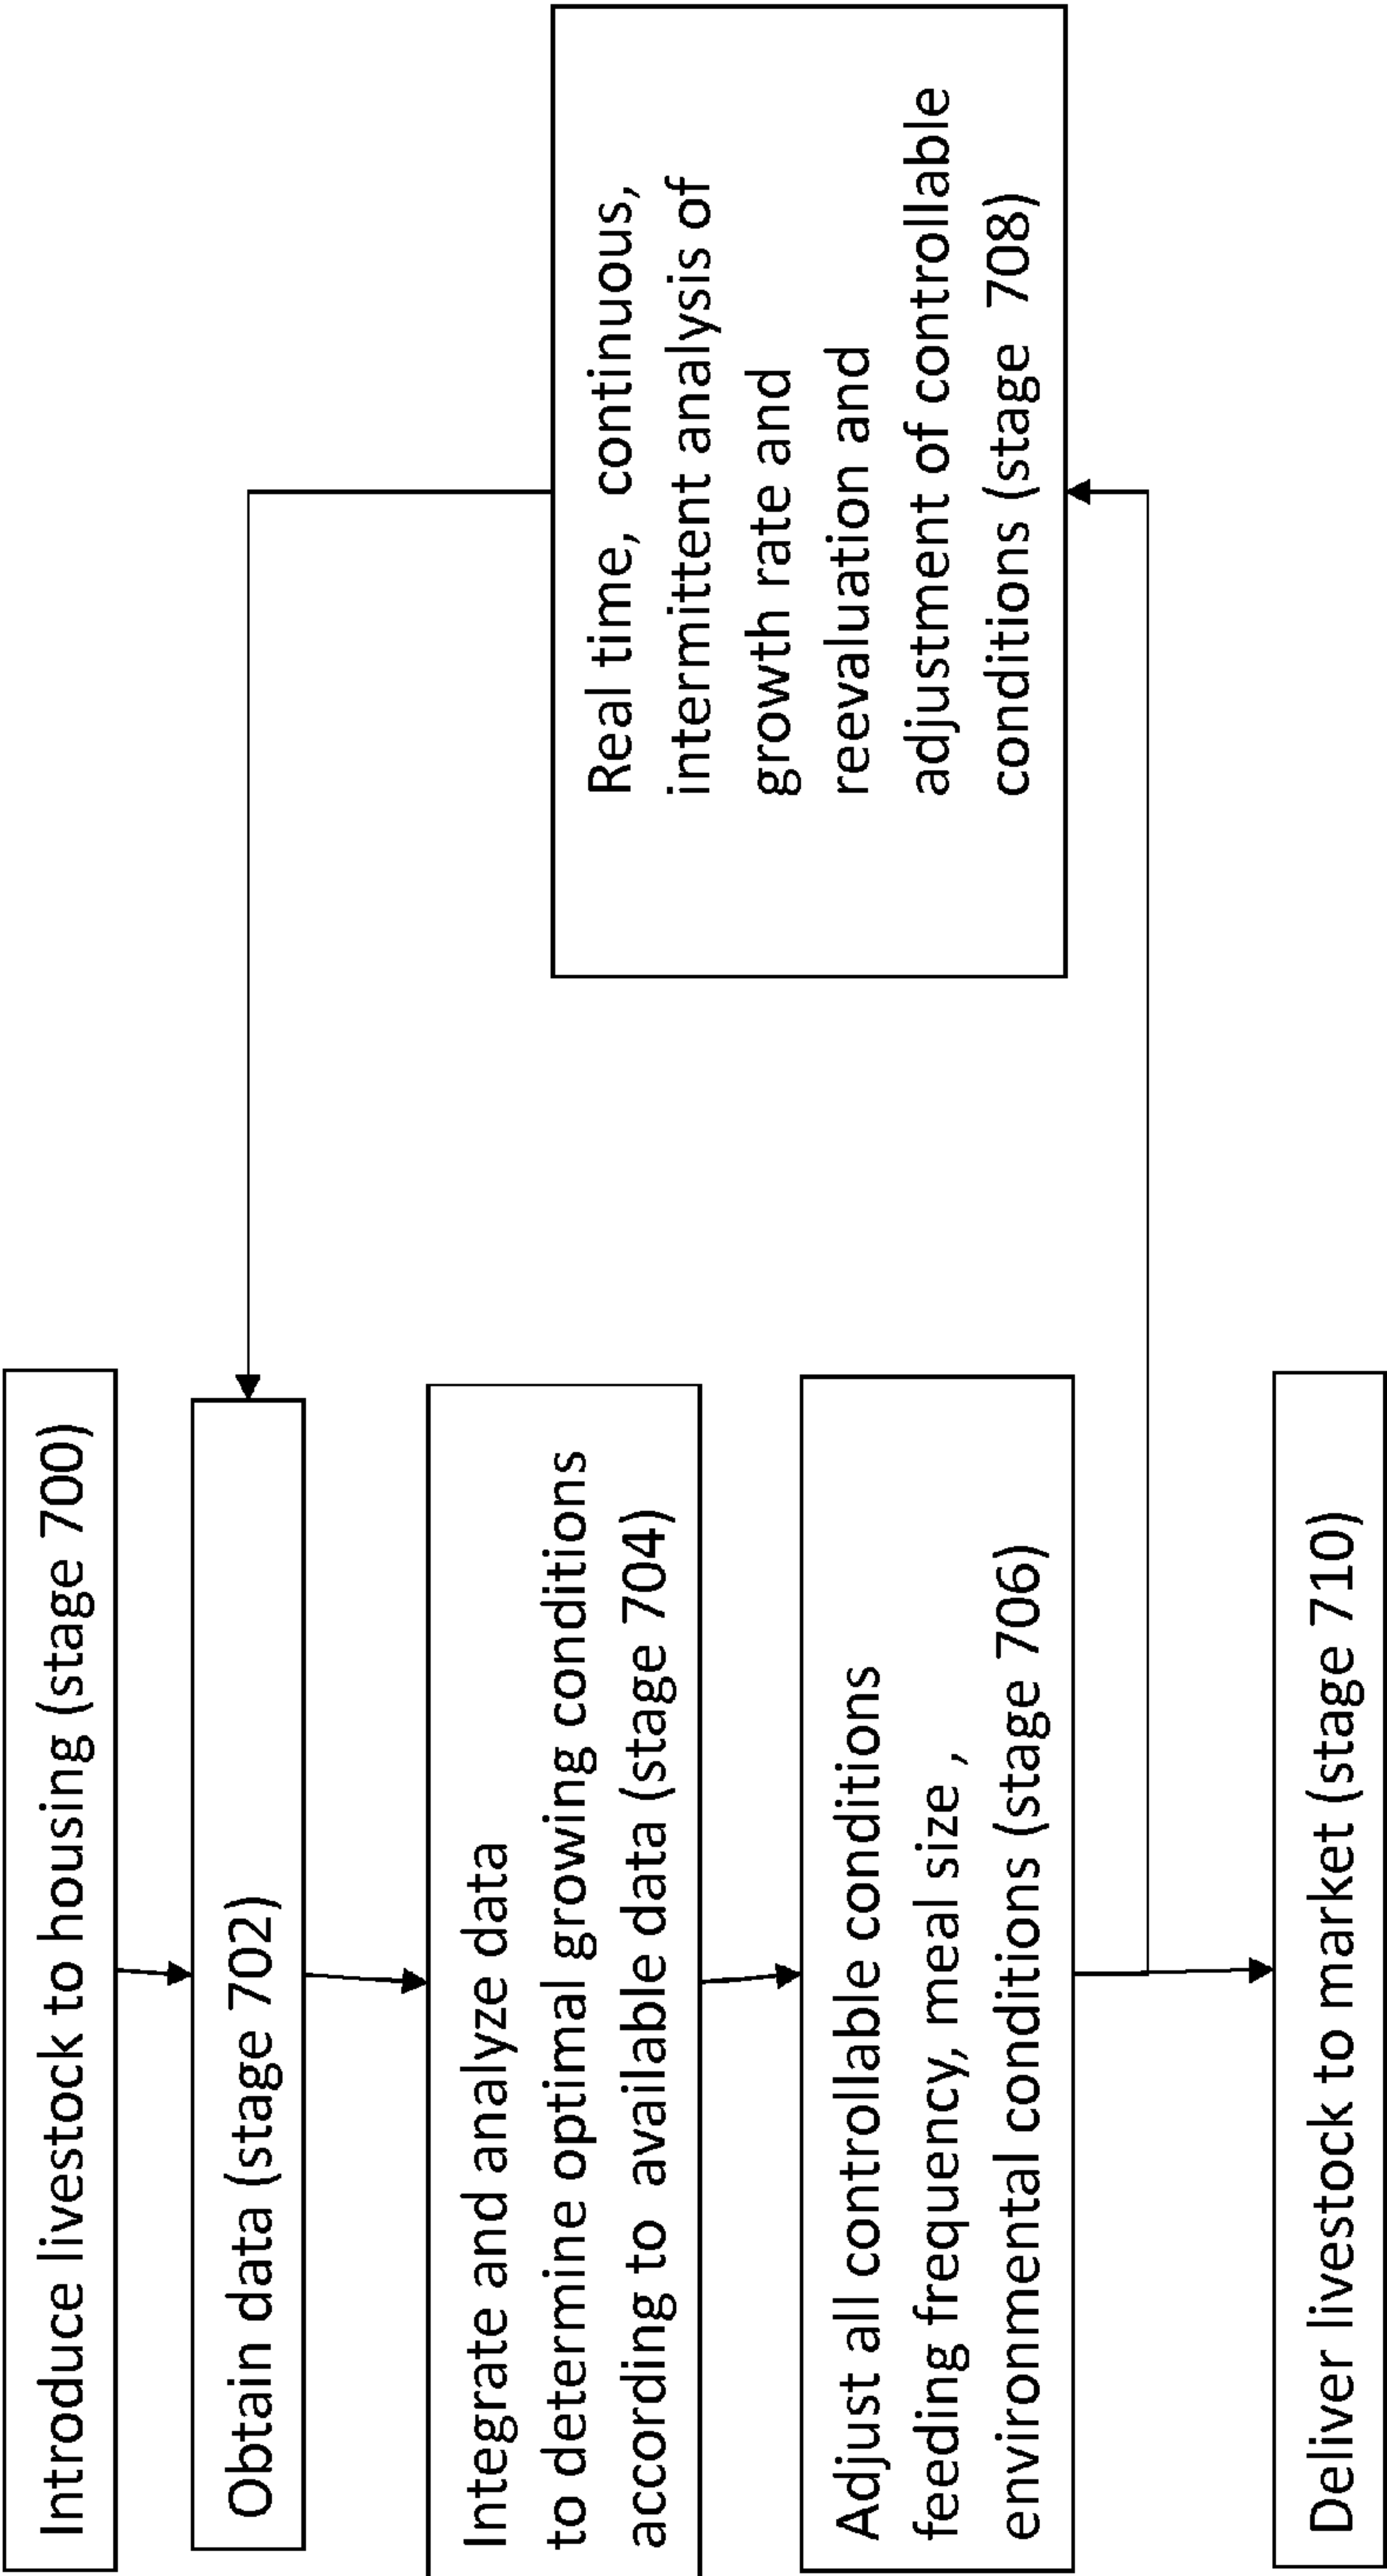 Introduce livestock to housing (stage 700)
Obtain data (stage 702)
Integrate and analyze data
to determine optimal growing conditions
according to available data (stage 704)
Adjust all controllable conditions
feeding frequency, meal size ,
environmental conditions (stage 706)
Real time, continuous,
intermittent analysis of
growth rate and
reevaluation and
adjustment of controllable
conditions (stage 708)
Deliver livestock to market (stage 710)